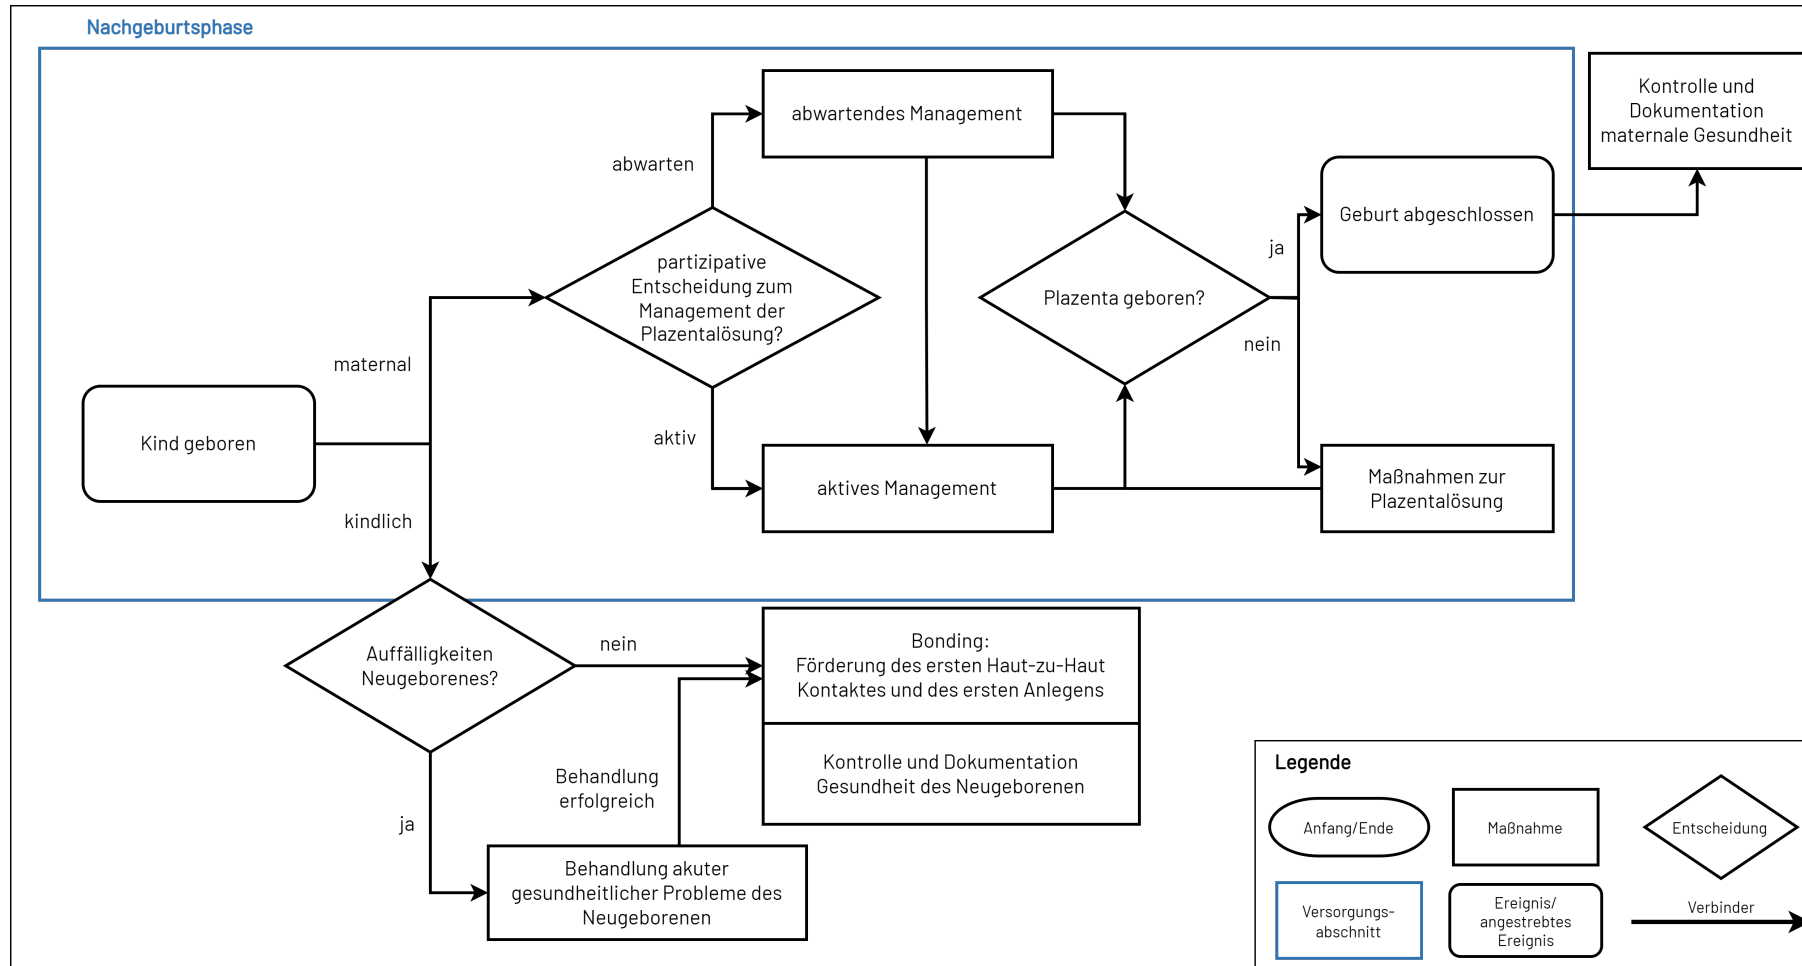 Nachgeburtsphase
Kontrolle und
Dokumentation
maternale Gesundheit
abwartendes Management
abwarten
Geburt abgeschlossen
partizipative
Entscheidung zum
Management der
Plazentalösung?
ja
Plazenta geboren?
nein
maternal
Kind geboren
aktiv
aktives Management
Maßnahmen zur
Plazentalösung
kindlich
Auffälligkeiten
Neugeborenes?
nein
Bonding:
Förderung des ersten Haut-zu-Haut
Kontaktes und des ersten Anlegens
Kontrolle und Dokumentation
Gesundheit des Neugeborenen
Behandlung
erfolgreich
ja
Behandlung akuter
gesundheitlicher Probleme des
Neugeborenen
Legende
Anfang/Ende
Maßnahme
Entscheidung
Versorgungs-
abschnitt
Ereignis/
angestrebtes
Ereignis
Verbinder